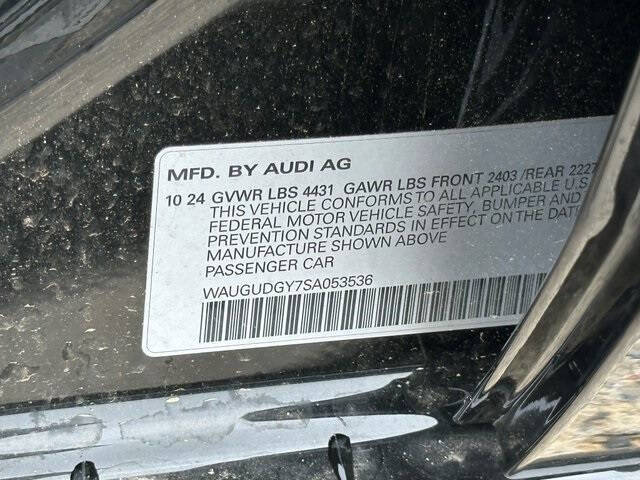 MFD. BY AUDI AG
10 24 GVWR LBS 4431 GAWR LBS FRONT 2403 /REAR 2227
THIS VEHICLE CONFORMS TO ALL APPLICABLE U.S
FEDERAL MOTOR VEHICLE SAFETY, BUMPER AND
PREVENTION STANDARDS IN EFFECT ON THE DATE
MANUFACTURE SHOWN ABOVE
PASSENGER CAR
WAUGUDGY7SA053536